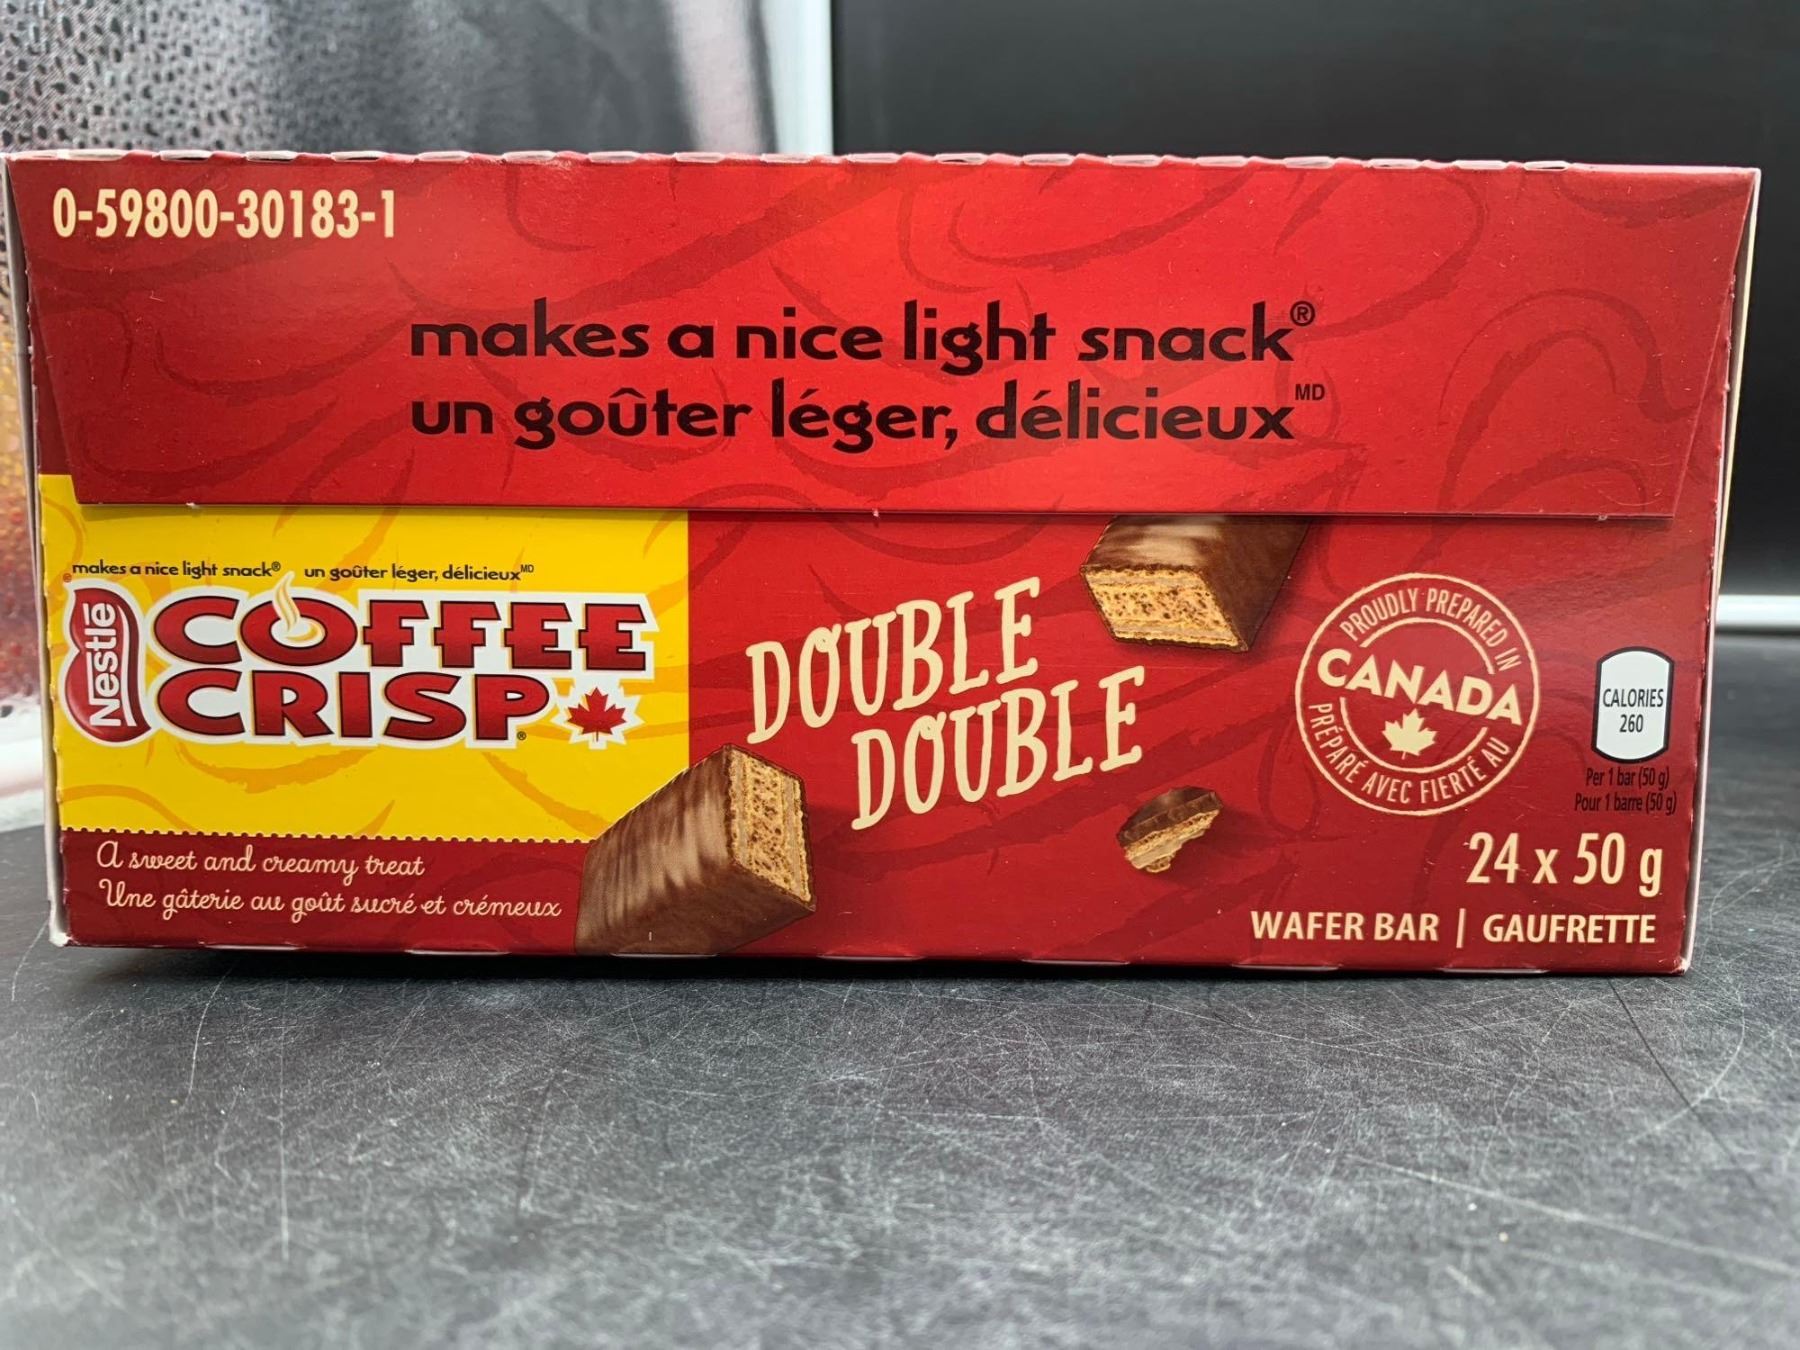 0-59800-30183-1
makes a nice light snack®
un goûter léger, délicieux MD
makes a nice light snack® un goûter léger, délicieux MD
Nestlé ®
COFFEE
CRISP ®
A sweet and creamy treat
Une gâterie au goût sucré et crémeux
DOUBLE
DOUBLE
PROUDLY PREPARED IN
CANADA
PRÉPARÉ AVEC FIERTÉ AU
CALORIES
260
Per 1 bar (50 g)
Pour 1 barre (50 g)
24 x 50 g
WAFER BAR | GAUFRETTE